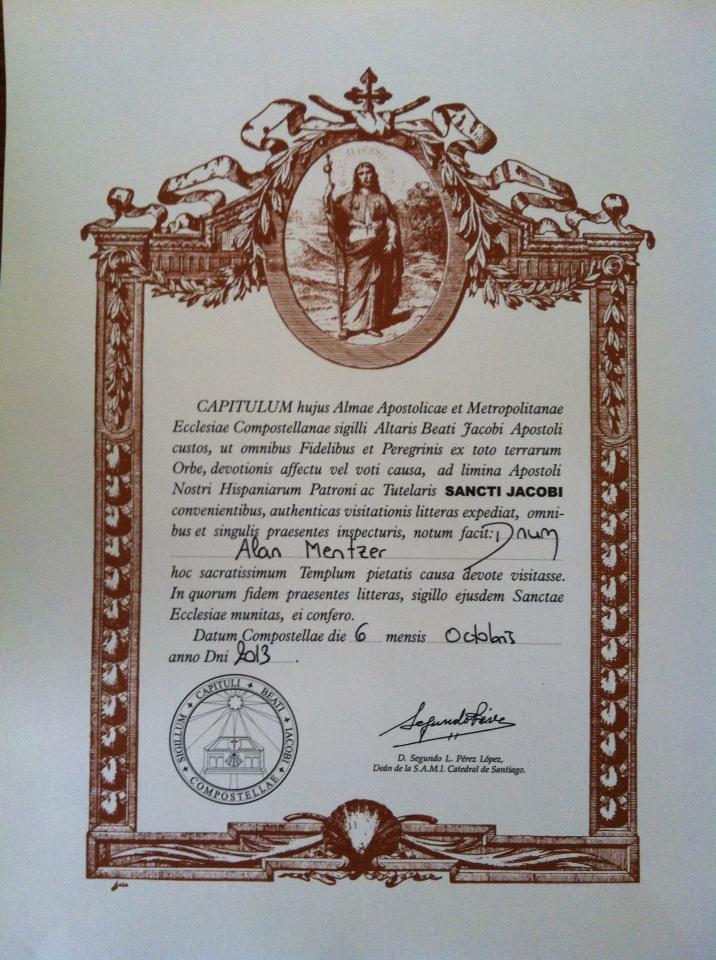 CAPITULUM hujus Almae Apostolicae et Metropolitanae
Ecclesiae Compostellanae sigilli Altaris Beati Jacobi Apostoli
custos, ut omnibus Fidelibus et Peregrinis ex toto terrarum
Orbe, devotionis affectu vel voti causa, ad limina Apostoli
Nostri Hispaniarum Patroni ac Tutelaris SANCTI JACOBI
convenientibus, authenticas visitationis litteras expediat, omni-
bus et singulis praesentes inspecturis, notum facit: Dnum
Alan Mentzer
hoc sacratissimum Templum pietatis causa devote visitasse.
In quorum fidem praesentes litteras, sigillo ejusdem Sanctae
Ecclesiae munitas, ei confero.
Datum Compostellae die 6 mensis Octobris
anno Dni 2013.
SIGILLUM CAPITULI BEATI IACOBI COMPOSTELLAE
Segundo Pérez
D. Segundo L. Pérez López,
Deán de la S.A.M.I. Catedral de Santiago.